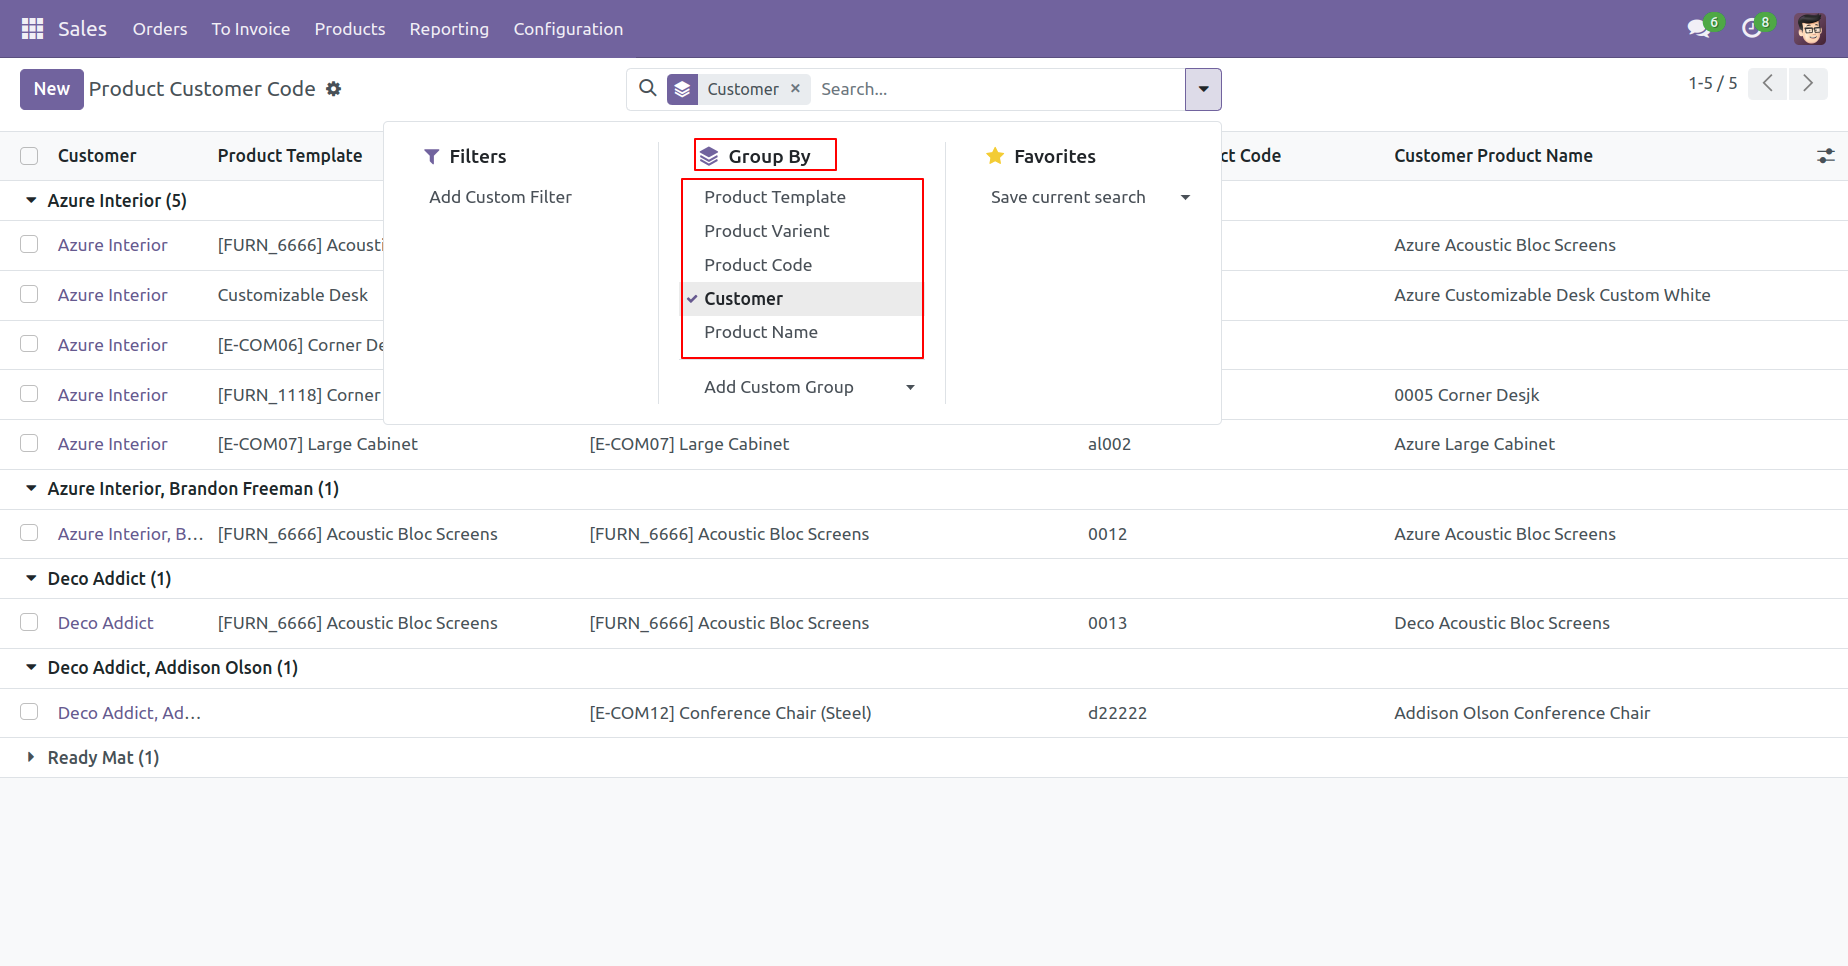 Sales Orders To Invoice Products Reporting Configuration 6 8
New Product Customer Code Customer × Search... 1-5 / 5
Customer Product Template ct Code Customer Product Name
Filters Group By Favorites
Add Custom Filter Product Template Save current search
Product Varient
Product Code
Customer
Product Name
Add Custom Group
Azure Interior (5)
Azure Interior [FURN_6666] Acousti Azure Acoustic Bloc Screens
Azure Interior Customizable Desk Azure Customizable Desk Custom White
Azure Interior [E-COM06] Corner De
Azure Interior [FURN_1118] Corner 0005 Corner Desjk
Azure Interior [E-COM07] Large Cabinet [E-COM07] Large Cabinet al002 Azure Large Cabinet
Azure Interior, Brandon Freeman (1)
Azure Interior, B... [FURN_6666] Acoustic Bloc Screens [FURN_6666] Acoustic Bloc Screens 0012 Azure Acoustic Bloc Screens
Deco Addict (1)
Deco Addict [FURN_6666] Acoustic Bloc Screens [FURN_6666] Acoustic Bloc Screens 0013 Deco Acoustic Bloc Screens
Deco Addict, Addison Olson (1)
Deco Addict, Ad... [E-COM12] Conference Chair (Steel) d22222 Addison Olson Conference Chair
Ready Mat (1)